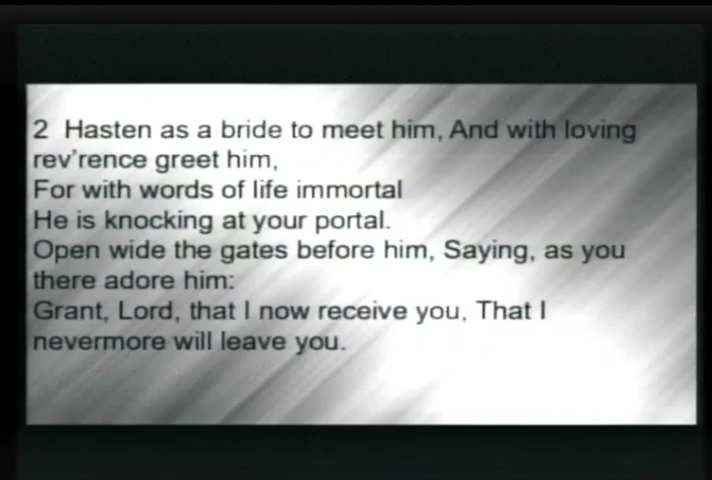 2 Hasten as a bride to meet him, And with loving
rev'rence greet him,
For with words of life immortal
He is knocking at your portal.
Open wide the gates before him, Saying, as you
there adore him:
Grant, Lord, that I now receive you, That I
nevermore will leave you.